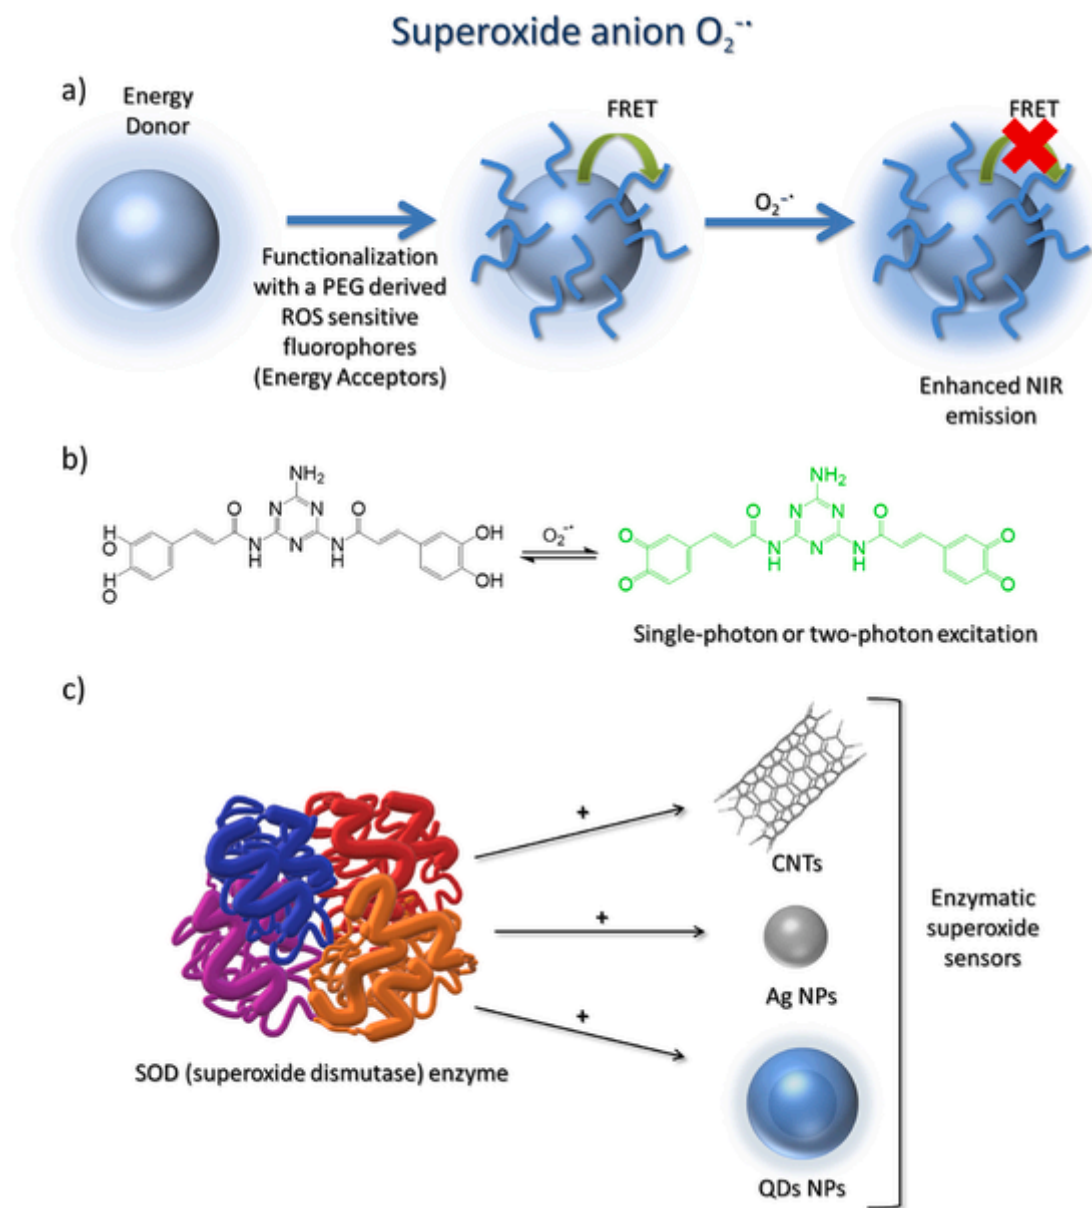 Superoxide anion O₂⁻˙
a)
Energy
Donor
FRET
FRET
O₂⁻˙
Functionalization
with a PEG derived
ROS sensitive
fluorophores
(Energy Acceptors)
Enhanced NIR
emission
b)
NH₂
NH₂
O
N
N
O
O
N
N
O
H
O
OH
O₂⁻˙
O
O
N
H
N
N
H
N
H
N
N
H
H
O
OH
O
O
Single-photon or two-photon excitation
c)
+
CNTs
+
Enzymatic
superoxide
sensors
Ag NPs
+
SOD (superoxide dismutase) enzyme
QDs NPs